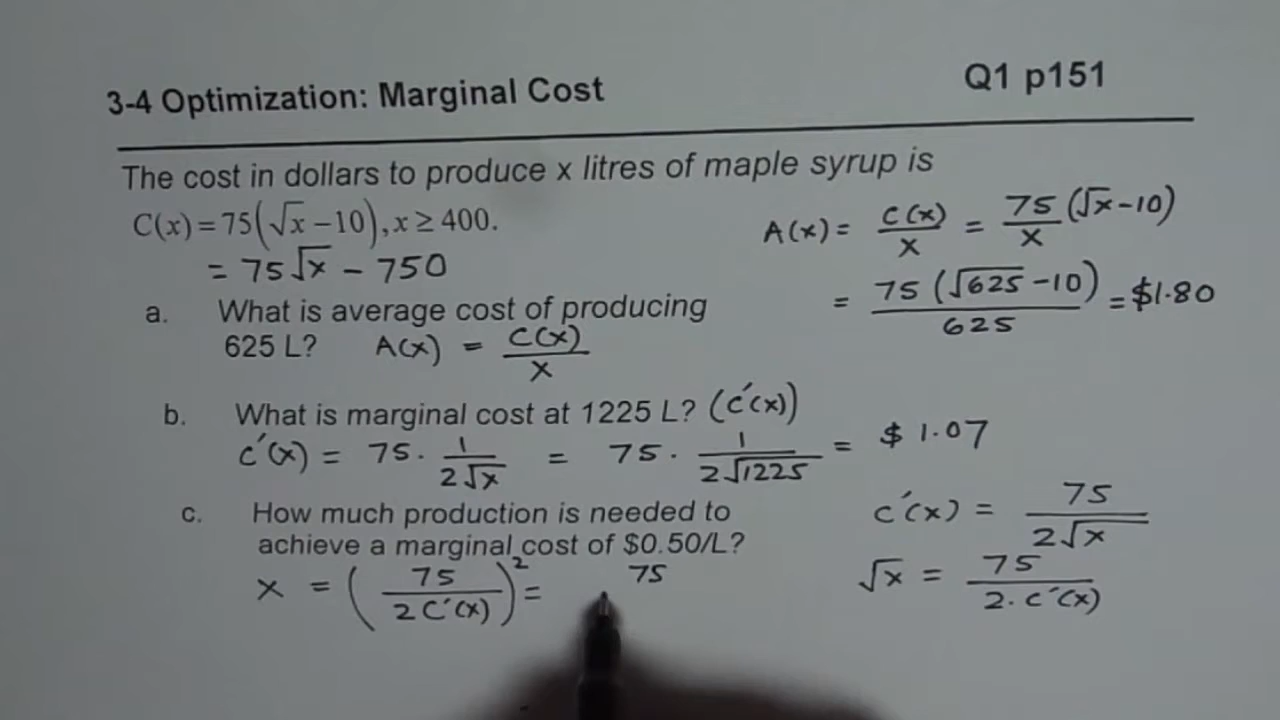 3-4 Optimization: Marginal Cost
Q1 p151
The cost in dollars to produce x litres of maple syrup is
C(x) = 75(√x − 10), x ≥ 400.
= 75√x − 750
A(x) = C(x)/x = 75/x (√x − 10)
= 75(√625 − 10)/625 = $1.80
a. What is average cost of producing
625 L? A(x) = C(x)/x
b. What is marginal cost at 1225 L? (C′(x))
C′(x) = 75 · 1/2√x = 75 · 1/2√1225 = $1.07
c. How much production is needed to
achieve a marginal cost of $0.50/L?
C′(x) = 75/2√x
√x = 75/2·C′(x)
x = (75/2C′(x))² = 75